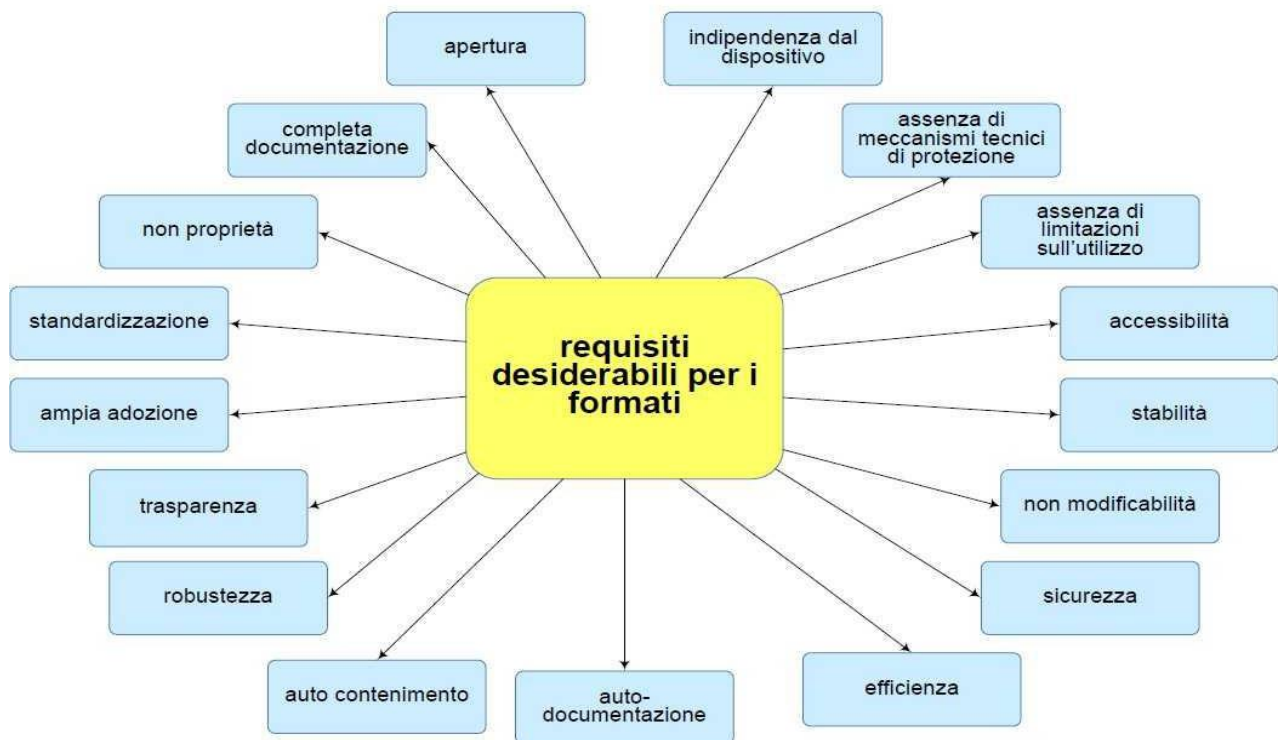 apertura
indipendenza dal
dispositivo
completa
documentazione
assenza di
meccanismi tecnici
di protezione
non proprietà
assenza di
limitazioni
sull'utilizzo
standardizzazione
requisiti
desiderabili per i
formati
accessibilità
ampia adozione
stabilità
trasparenza
non modificabilità
robustezza
sicurezza
auto contenimento
auto-
documentazione
efficienza